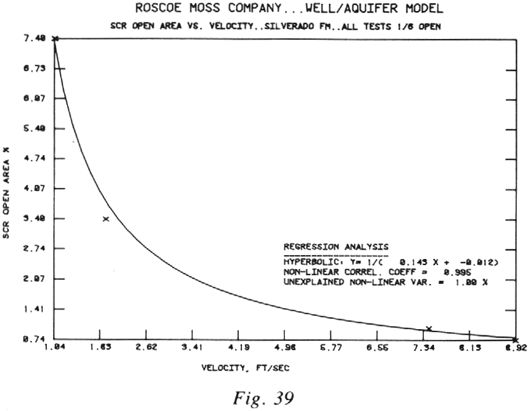 ROSCOE MOSS COMPANY...WELL/AQUIFER MODEL
SCR OPEN AREA VS. VELOCITY..SILVERADO FM..ALL TESTS 1/6 OPEN
SCR OPEN AREA %
7.40
6.73
6.07
5.40
4.74
4.07
3.40
2.74
2.07
1.41
0.74
REGRESSION ANALYSIS
HYPERBOLIC: Y= 1/( 0.143 X + -0.012)
NON-LINEAR CORREL. COEFF = 0.995
UNEXPLAINED NON-LINEAR VAR. = 1.00 %
1.04 1.83 2.62 3.41 4.19 4.98 5.77 6.56 7.34 8.13 8.92
VELOCITY, FT/SEC
Fig. 39